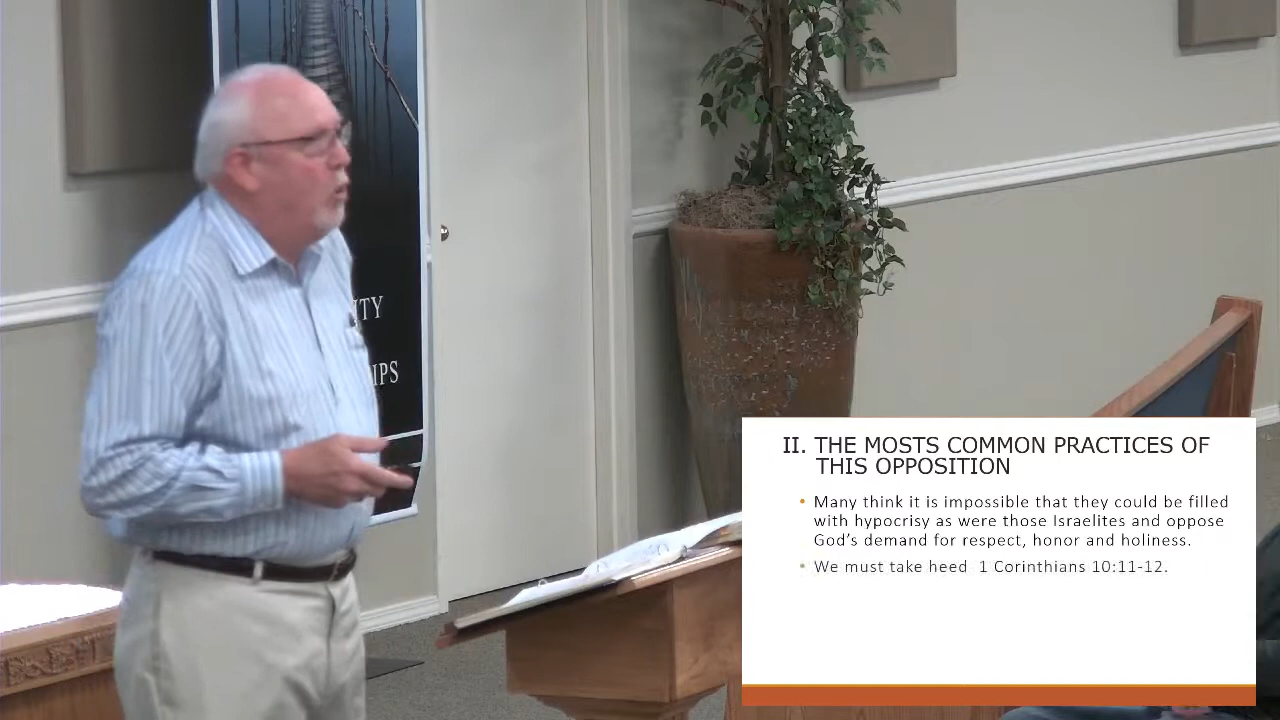 ITY
IPS
II. THE MOSTS COMMON PRACTICES OF
THIS OPPOSITION
• Many think it is impossible that they could be filled
with hypocrisy as were those Israelites and oppose
God's demand for respect, honor and holiness.
• We must take heed 1 Corinthians 10:11-12.